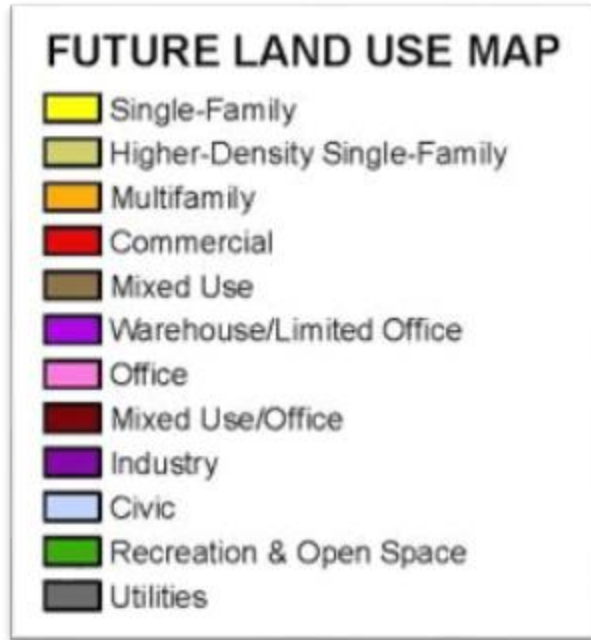 FUTURE LAND USE MAP
Single-Family
Higher-Density Single-Family
Multifamily
Commercial
Mixed Use
Warehouse/Limited Office
Office
Mixed Use/Office
Industry
Civic
Recreation & Open Space
Utilities